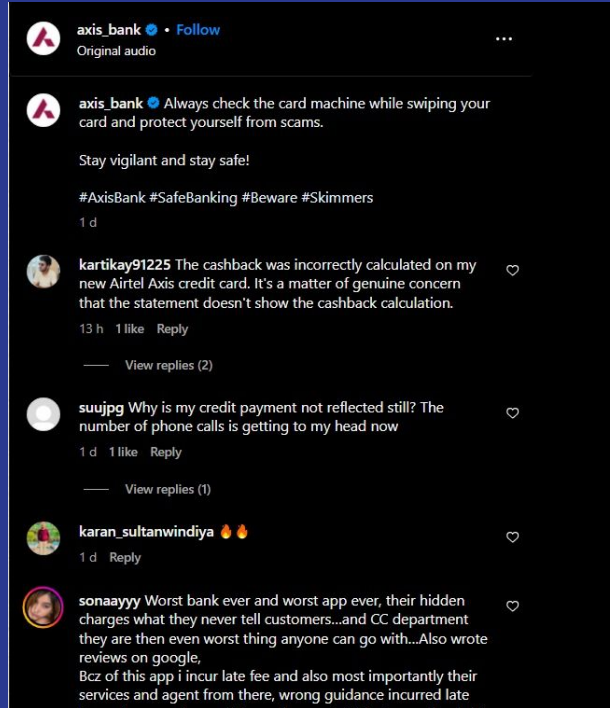 axis_bank • Follow
Original audio
axis_bank Always check the card machine while swiping your
card and protect yourself from scams.
Stay vigilant and stay safe!
#AxisBank #SafeBanking #Beware #Skimmers
1 d
kartikay91225 The cashback was incorrectly calculated on my
new Airtel Axis credit card. It's a matter of genuine concern
that the statement doesn't show the cashback calculation.
13 h 1 like Reply
View replies (2)
suujpg Why is my credit payment not reflected still? The
number of phone calls is getting to my head now
1 d 1 like Reply
View replies (1)
karan_sultanwindiya 🔥🔥
1 d Reply
sonaayyy Worst bank ever and worst app ever, their hidden
charges what they never tell customers...and CC department
they are then even worst thing anyone can go with...Also wrote
reviews on google,
Bcz of this app i incur late fee and also most importantly their
services and agent from there, wrong guidance incurred late